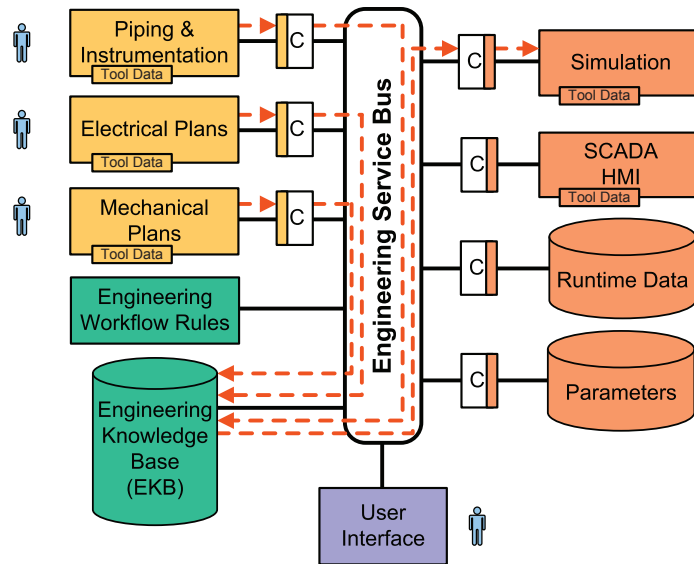 Piping &
Instrumentation
Tool Data
C
Electrical Plans
Tool Data
C
Mechanical
Plans
Tool Data
C
Engineering
Workflow Rules
Engineering
Knowledge
Base
(EKB)
Engineering Service Bus
C
Simulation
Tool Data
C
SCADA
HMI
Tool Data
C
Runtime Data
C
Parameters
User
Interface